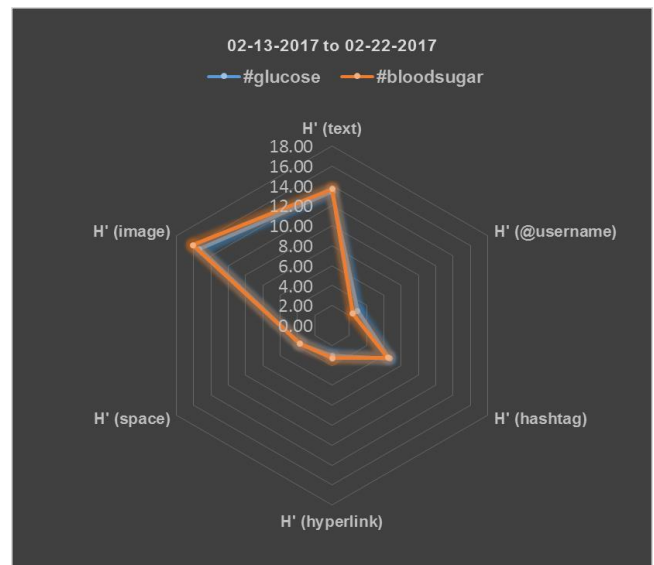 02-13-2017 to 02-22-2017
#glucose #bloodsugar
H' (text)
18.00
16.00
14.00
12.00
10.00
8.00
6.00
4.00
2.00
0.00
H' (image)
H' (@username)
H' (space)
H' (hashtag)
H' (hyperlink)